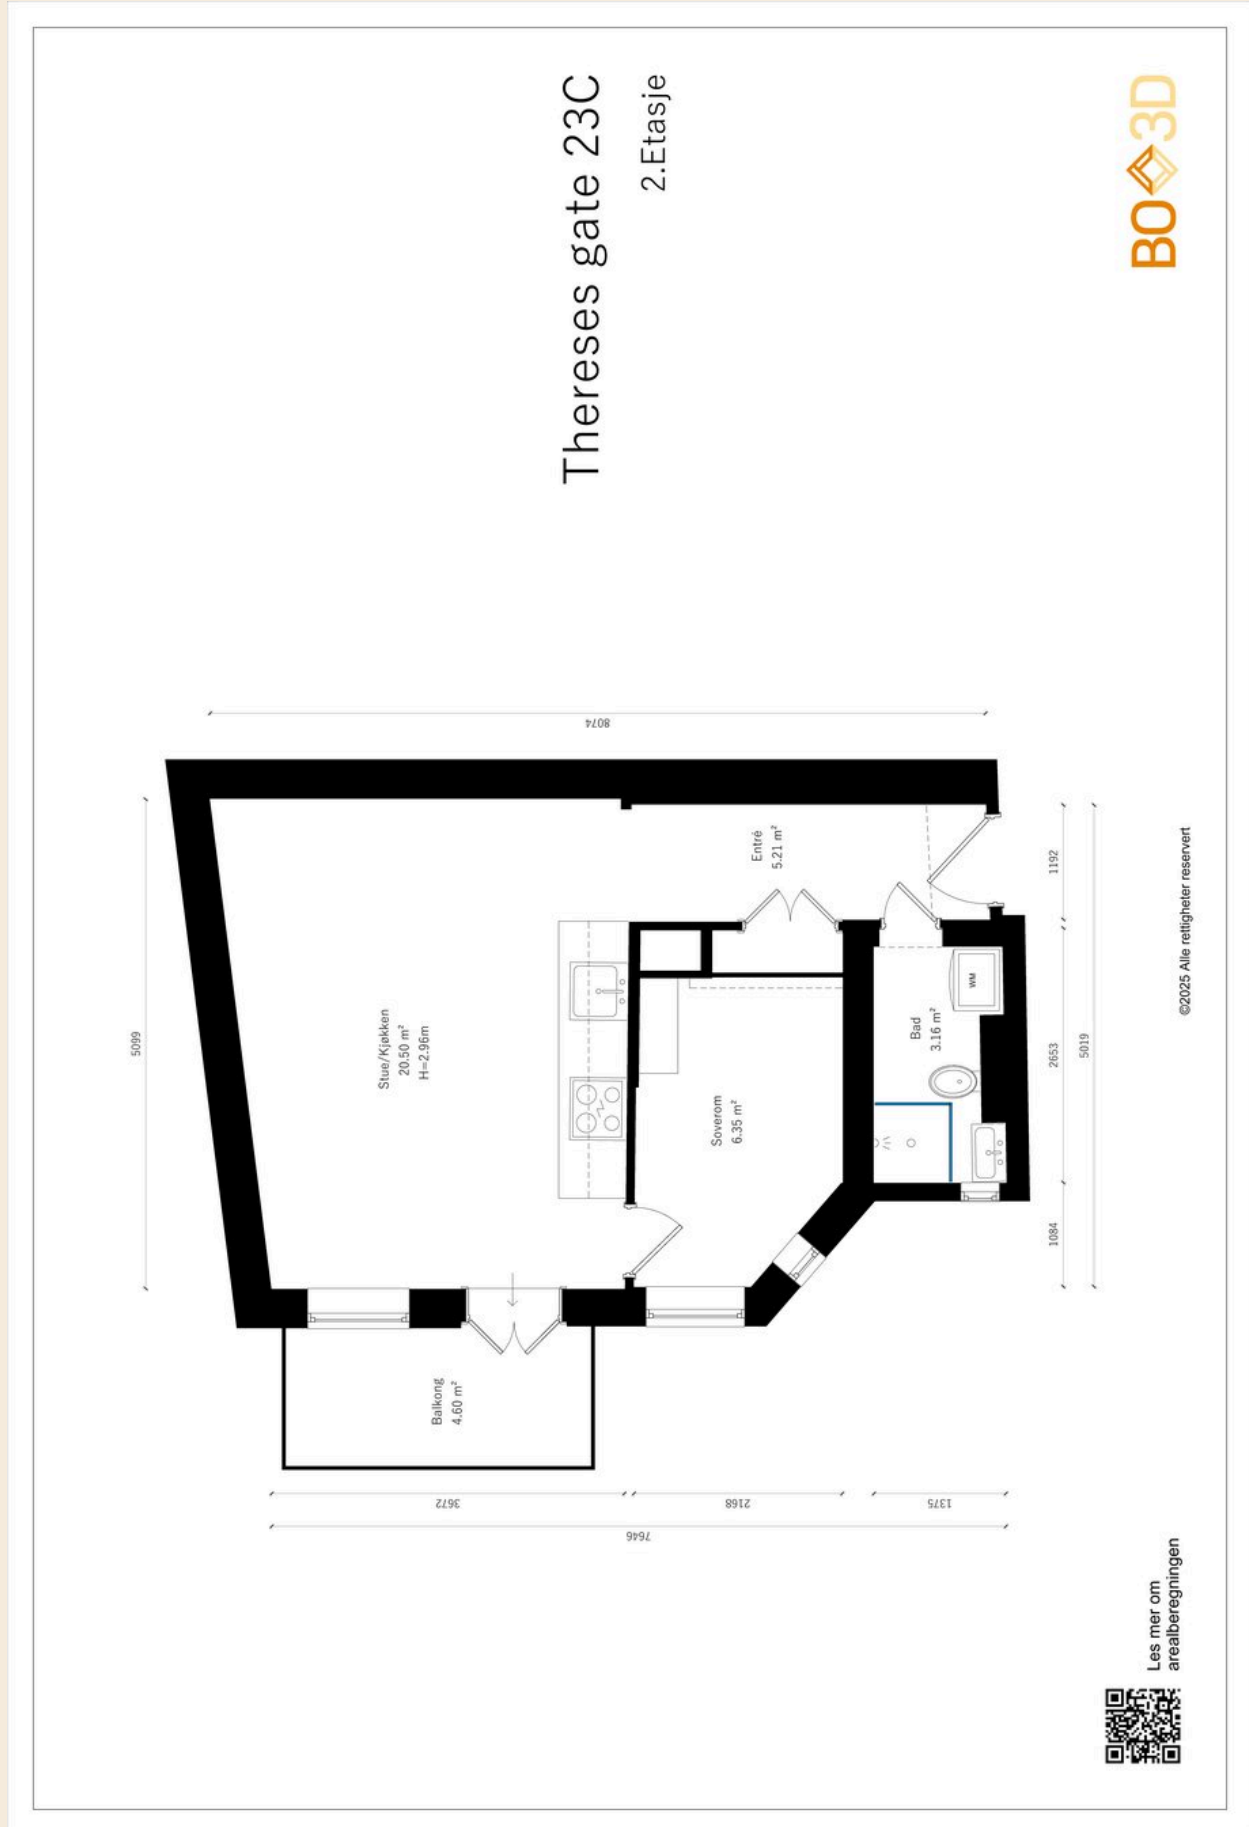 Thereses gate 23C
2.Etasje
BO 3D
8074
5099
Stue/Kjøkken
20.50 m²
H=2.96m
Entré
5.21 m²
Soverom
6.35 m²
Bad
3.16 m²
WM
Balkong
4.60 m²
1192
2653
1084
5019
3672
2168
1375
7646
©2025 Alle rettigheter reservert
Les mer om
arealberegningen